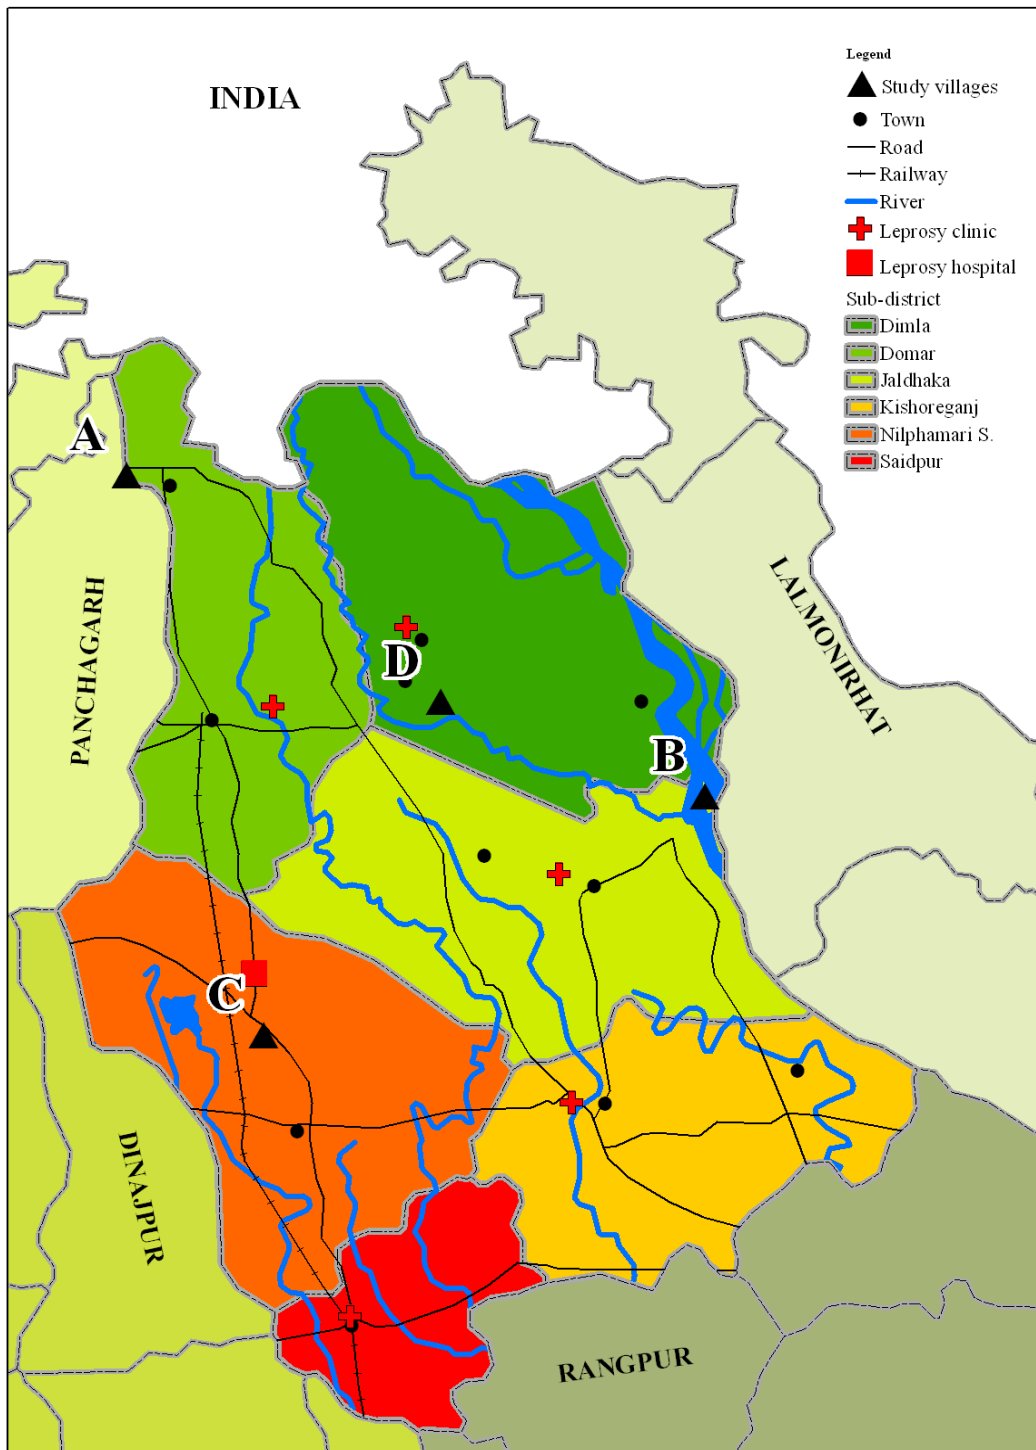 INDIA
Legend
Study villages
Town
Road
Railway
River
Leprosy clinic
Leprosy hospital
Sub-district
Dimla
Domar
Jaldhaka
Kishoreganj
Nilphamari S.
Saidpur
A
PANCHAGARH
LALMONIRHAT
D
B
C
DINAJPUR
RANGPUR